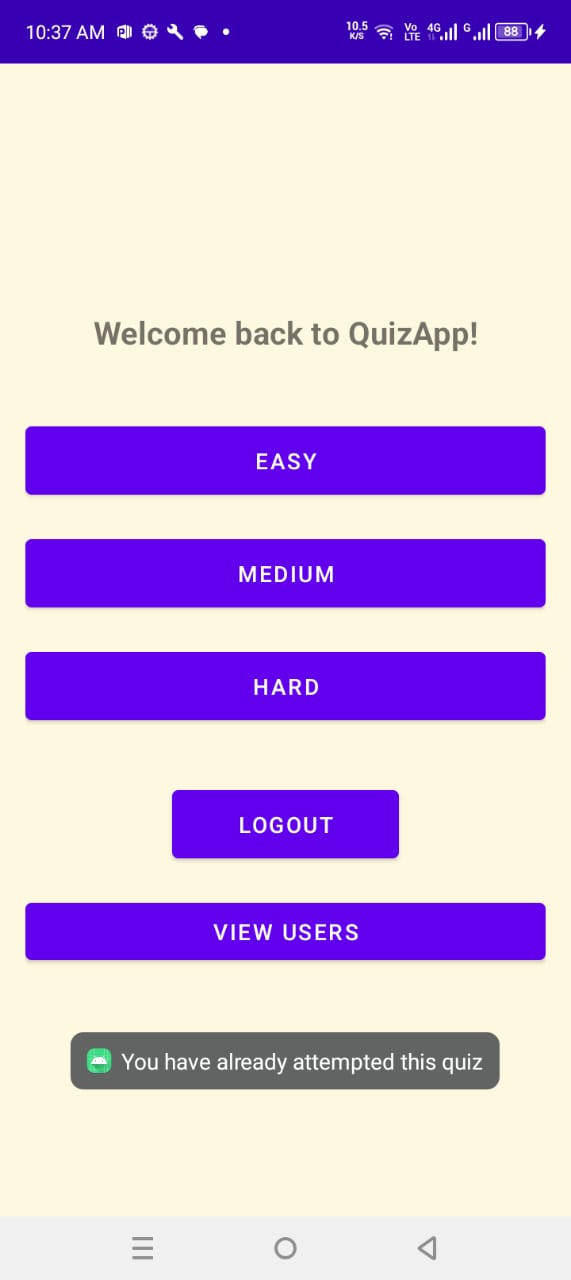 10:37 AM 10.5 K/S Vo LTE 4G G 88
Welcome back to QuizApp!
EASY
MEDIUM
HARD
LOGOUT
VIEW USERS
You have already attempted this quiz